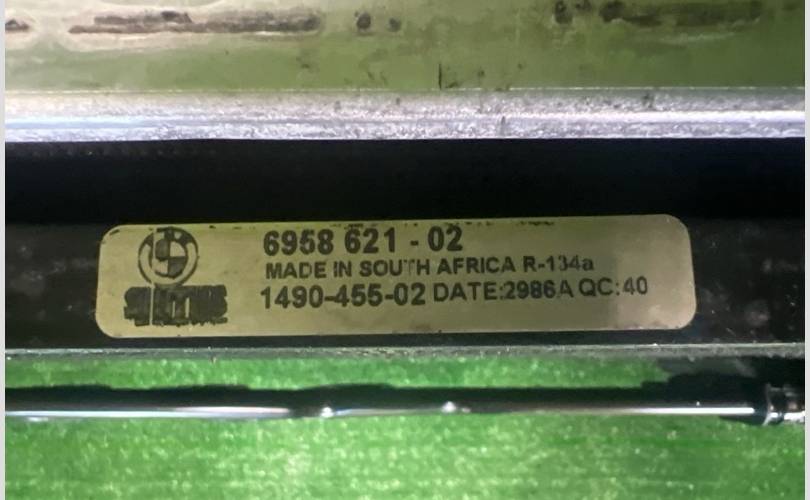 6958 621 - 02
MADE IN SOUTH AFRICA R-134a
1490-455-02 DATE:2986A QC:40